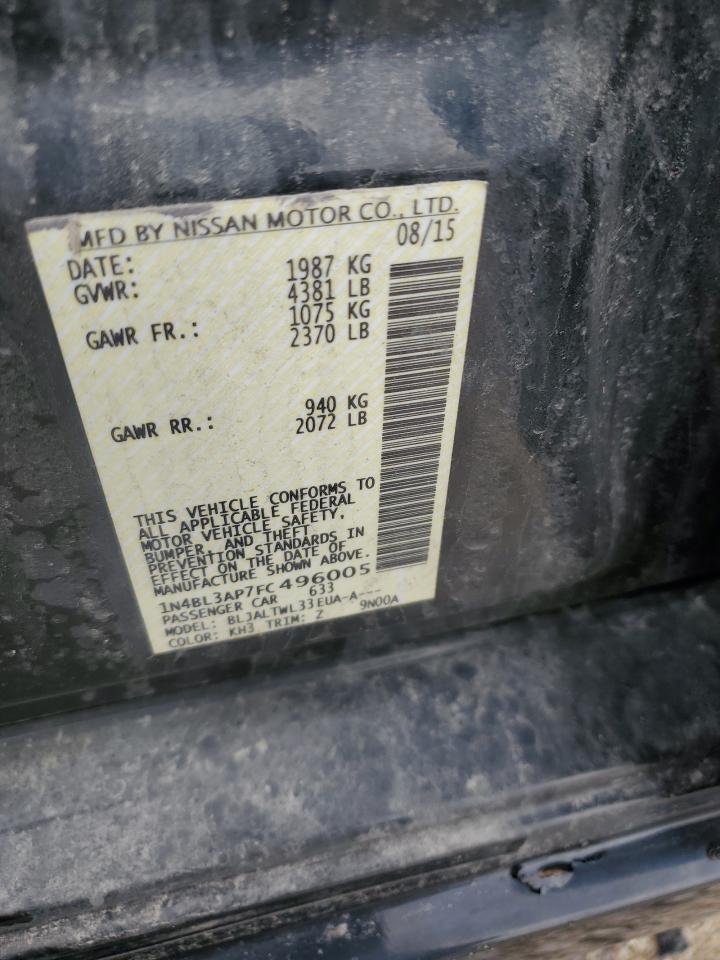 MFD BY NISSAN MOTOR CO., LTD.
DATE: 08/15
GVWR: 1987 KG
4381 LB
GAWR FR.: 1075 KG
2370 LB
GAWR RR.: 940 KG
2072 LB
THIS VEHICLE CONFORMS TO
ALL APPLICABLE FEDERAL
MOTOR VEHICLE SAFETY,
BUMPER, AND THEFT
PREVENTION STANDARDS IN
EFFECT ON THE DATE OF
MANUFACTURE SHOWN ABOVE.
1N4BL3AP7FC496005
PASSENGER CAR 633
MODEL: BLJALTWL33EUA-A---
COLOR: KH3 TRIM: Z 9N00A